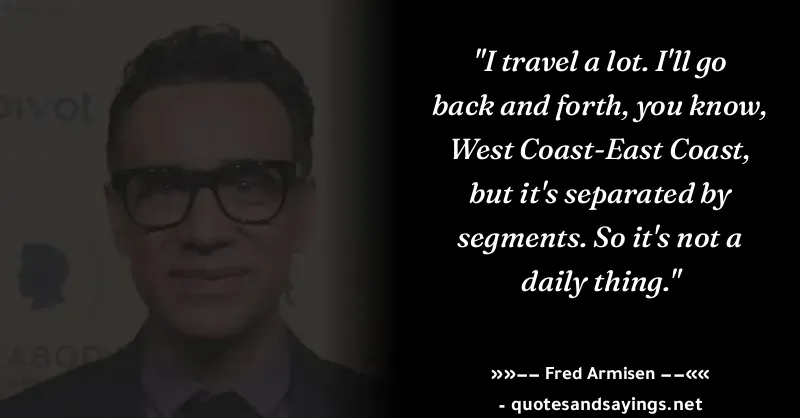 pivot
"I travel a lot. I'll go
back and forth, you know,
West Coast-East Coast,
but it's separated by
segments. So it's not a
daily thing."
»»−− Fred Armisen −−««
- quotesandsayings.net